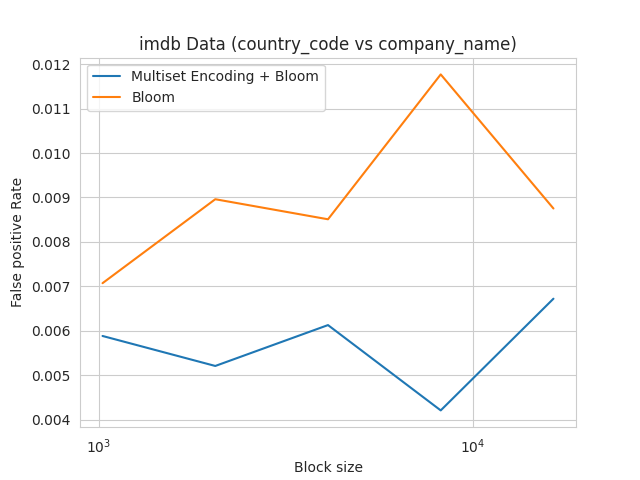 imdb Data (country_code vs company_name)
Multiset Encoding + Bloom
Bloom
False positive Rate
0.012
0.011
0.010
0.009
0.008
0.007
0.006
0.005
0.004
10³
10⁴
Block size